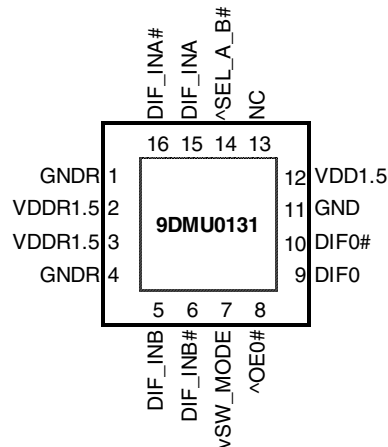 DIF_INA#
DIF_INA
^SEL_A_B#
NC
16 15 14 13
GNDR 1
VDDR1.5 2
VDDR1.5 3
GNDR 4
9DMU0131
12 VDD1.5
11 GND
10 DIF0#
9 DIF0
5 6 7 8
DIF_INB
DIF_INB#
vSW_MODE
^OE0#